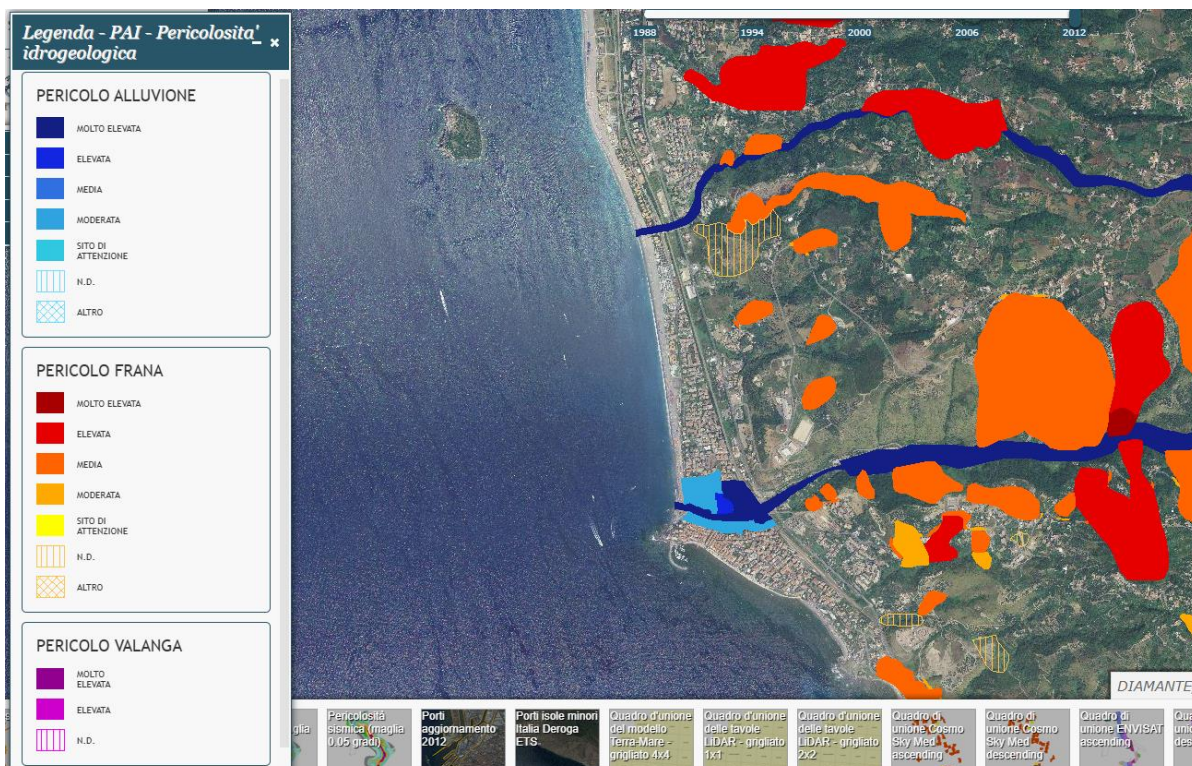 Legenda - PAI - Pericolosita'
idrogeologica
PERICOLO ALLUVIONE
MOLTO ELEVATA
ELEVATA
MEDIA
MODERATA
SITO DI
ATTENZIONE
N.D.
ALTRO
PERICOLO FRANA
MOLTO ELEVATA
ELEVATA
MEDIA
MODERATA
SITO DI
ATTENZIONE
N.D.
ALTRO
PERICOLO VALANGA
MOLTO
ELEVATA
ELEVATA
N.D.
1988 1994 2000 2006 2012
DIAMANTE
glia
Pericolosità
sismica (maglia
0.05 gradi)
Porti
aggiornamento
2012
Porti isole minori
Italia Deroga
ETS
Quadro d'unione
del modello
Terra-Mare -
grigliato 4x4
Quadro d'unione
delle tavole
LiDAR - grigliato
1x1
Quadro d'unione
delle tavole
LiDAR - grigliato
2x2
Quadro di
unione Cosmo
Sky Med
ascending
Quadro di
unione Cosmo
Sky Med
descending
Quadro di
unione ENVISAT
ascending